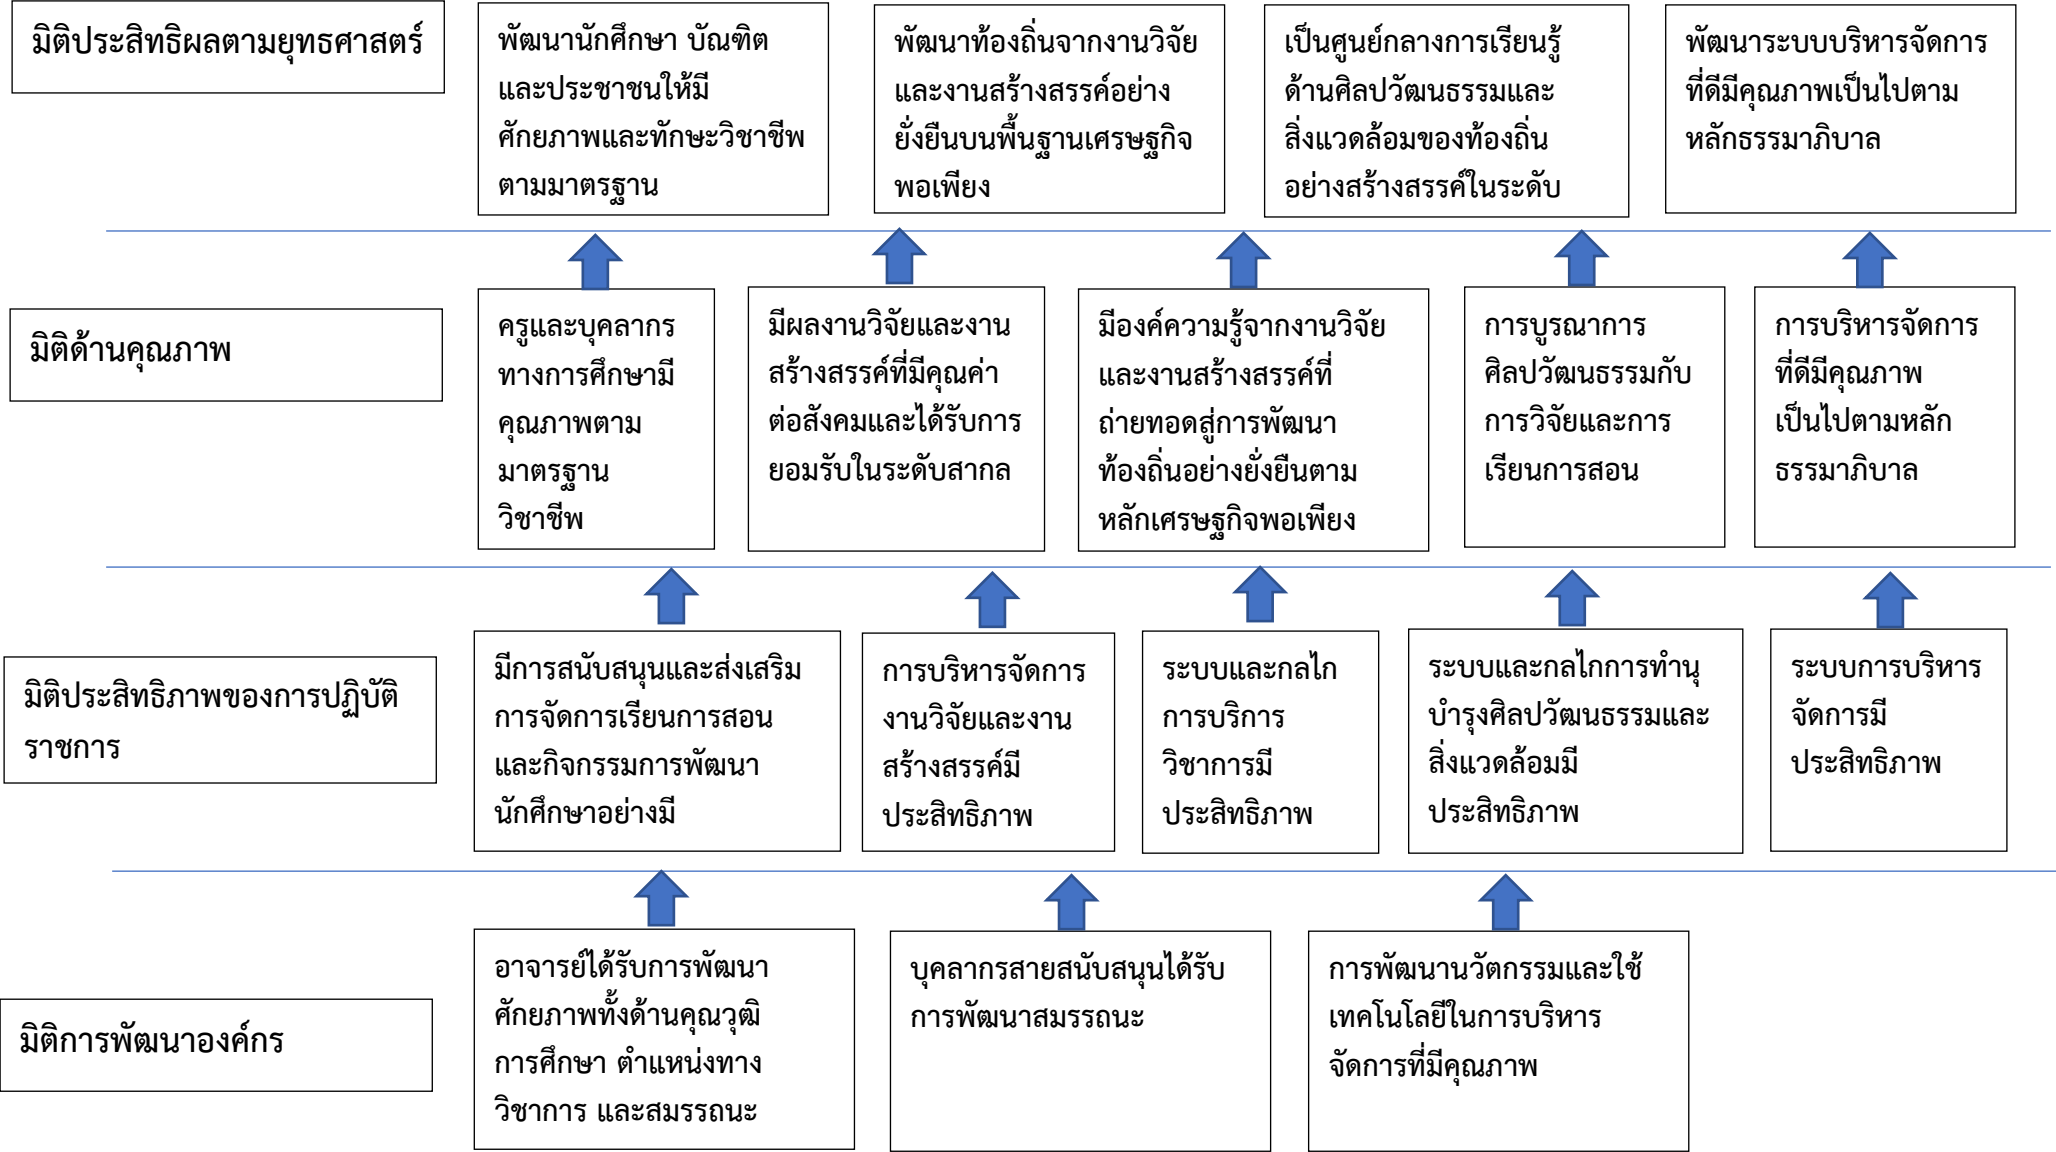 มิติประสิทธิผลตามยุทธศาสตร์
พัฒนานักศึกษา บัณฑิต
และประชาชนให้มี
ศักยภาพและทักษะวิชาชีพ
ตามมาตรฐาน
พัฒนาท้องถิ่นจากงานวิจัย
และงานสร้างสรรค์อย่าง
ยั่งยืนบนพื้นฐานเศรษฐกิจ
พอเพียง
เป็นศูนย์กลางการเรียนรู้
ด้านศิลปวัฒนธรรมและ
สิ่งแวดล้อมของท้องถิ่น
อย่างสร้างสรรค์ในระดับ
พัฒนาระบบบริหารจัดการ
ที่ดีมีคุณภาพเป็นไปตาม
หลักธรรมาภิบาล
มิติด้านคุณภาพ
ครูและบุคลากร
ทางการศึกษามี
คุณภาพตาม
มาตรฐาน
วิชาชีพ
มีผลงานวิจัยและงาน
สร้างสรรค์ที่มีคุณค่า
ต่อสังคมและได้รับการ
ยอมรับในระดับสากล
มีองค์ความรู้จากงานวิจัย
และงานสร้างสรรค์ที่
ถ่ายทอดสู่การพัฒนา
ท้องถิ่นอย่างยั่งยืนตาม
หลักเศรษฐกิจพอเพียง
การบูรณาการ
ศิลปวัฒนธรรมกับ
การวิจัยและการ
เรียนการสอน
การบริหารจัดการ
ที่ดีมีคุณภาพ
เป็นไปตามหลัก
ธรรมาภิบาล
มิติประสิทธิภาพของการปฏิบัติ
ราชการ
มีการสนับสนุนและส่งเสริม
การจัดการเรียนการสอน
และกิจกรรมการพัฒนา
นักศึกษาอย่างมี
การบริหารจัดการ
งานวิจัยและงาน
สร้างสรรค์มี
ประสิทธิภาพ
ระบบและกลไก
การบริการ
วิชาการมี
ประสิทธิภาพ
ระบบและกลไกการทำนุ
บำรุงศิลปวัฒนธรรมและ
สิ่งแวดล้อมมี
ประสิทธิภาพ
ระบบการบริหาร
จัดการมี
ประสิทธิภาพ
มิติการพัฒนาองค์กร
อาจารย์ได้รับการพัฒนา
ศักยภาพทั้งด้านคุณวุฒิ
การศึกษา ตำแหน่งทาง
วิชาการ และสมรรถนะ
บุคลากรสายสนับสนุนได้รับ
การพัฒนาสมรรถนะ
การพัฒนานวัตกรรมและใช้
เทคโนโลยีในการบริหาร
จัดการที่มีคุณภาพ